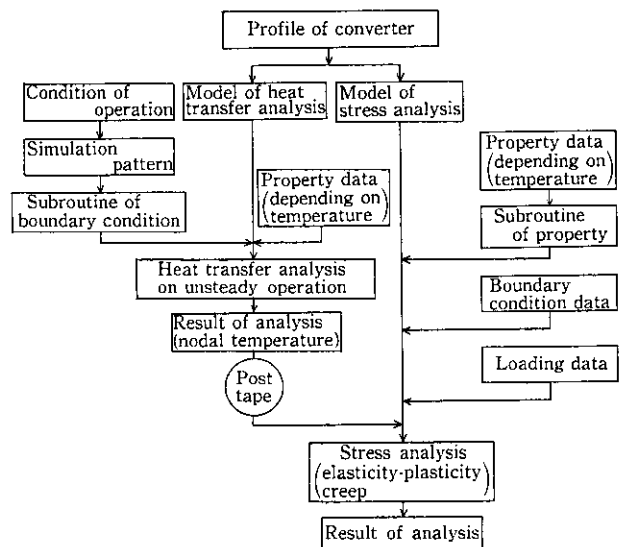 Profile of converter
Condition of
operation
Model of heat
transfer analysis
Model of
stress analysis
Simulation
pattern
Subroutine of
boundary condition
Property data
(depending on)
temperature
Property data
(depending on)
temperature
Subroutine
of property
Heat transfer analysis
on unsteady operation
Boundary
condition data
Result of analysis
(nodal temperature)
Post
tape
Loading data
Stress analysis
(elasticity-plasticity)
creep
Result of analysis